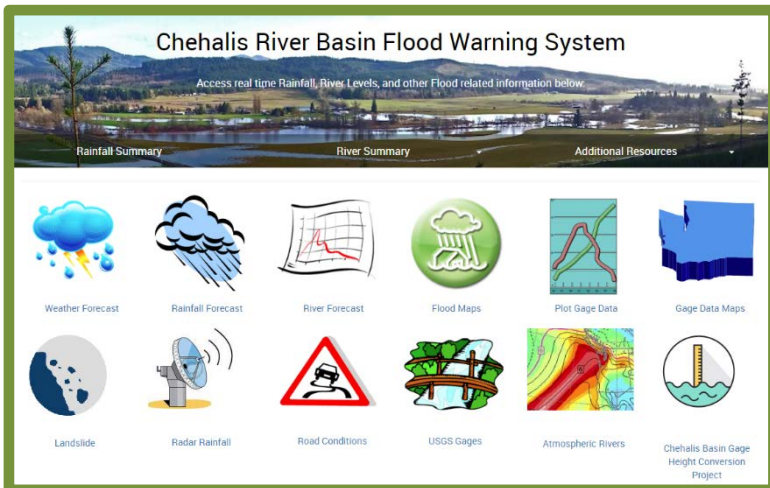 Chehalis River Basin Flood Warning System
Access real time Rainfall, River Levels, and other Flood related information below
Rainfall Summary
River Summary
Additional Resources
Weather Forecast
Rainfall Forecast
River Forecast
Flood Maps
Plot Gage Data
Gage Data Maps
Landslide
Radar Rainfall
Road Conditions
USGS Gages
Atmospheric Rivers
Chehalis Basin Gage
Height Conversion
Project